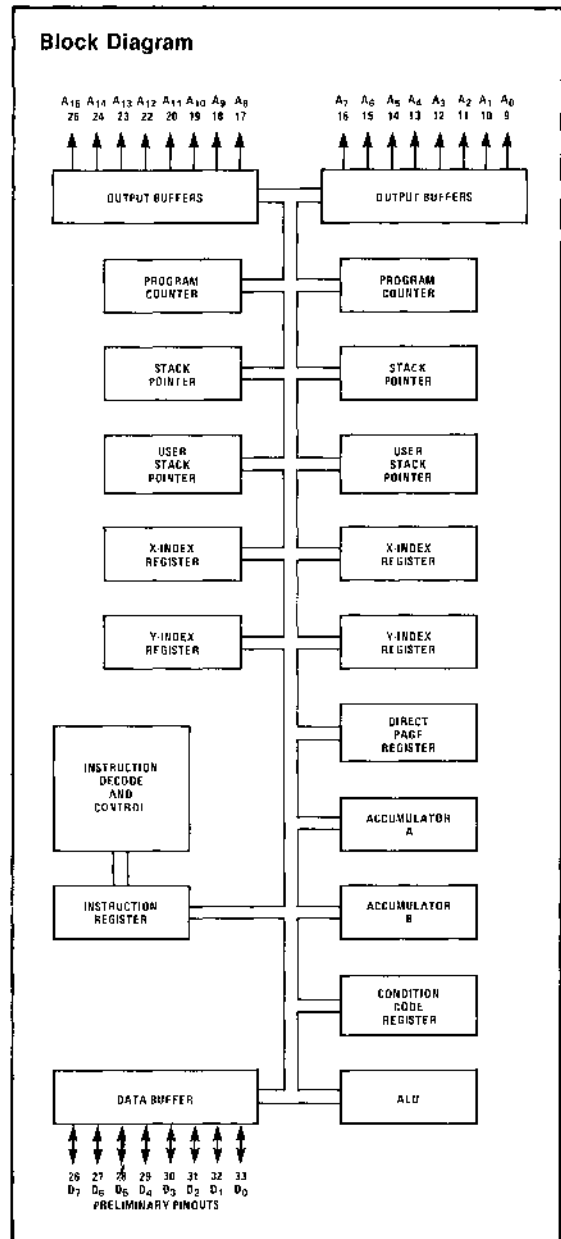 Block Diagram
A15 A14 A13 A12 A11 A10 A9 A8
25 24 23 22 20 19 18 17
A7 A6 A5 A4 A3 A2 A1 A0
16 15 14 13 12 11 10 9
OUTPUT BUFFERS
OUTPUT BUFFERS
PROGRAM
COUNTER
PROGRAM
COUNTER
STACK
POINTER
STACK
POINTER
USER
STACK
POINTER
USER
STACK
POINTER
X-INDEX
REGISTER
X-INDEX
REGISTER
Y-INDEX
REGISTER
Y-INDEX
REGISTER
DIRECT
PAGE
REGISTER
INSTRUCTION
DECODE
AND
CONTROL
ACCUMULATOR
A
INSTRUCTION
REGISTER
ACCUMULATOR
B
CONDITION
CODE
REGISTER
DATA BUFFER
ALU
26 27 28 29 30 31 32 33
D7 D6 D5 D4 D3 D2 D1 D0
PRELIMINARY PINOUTS